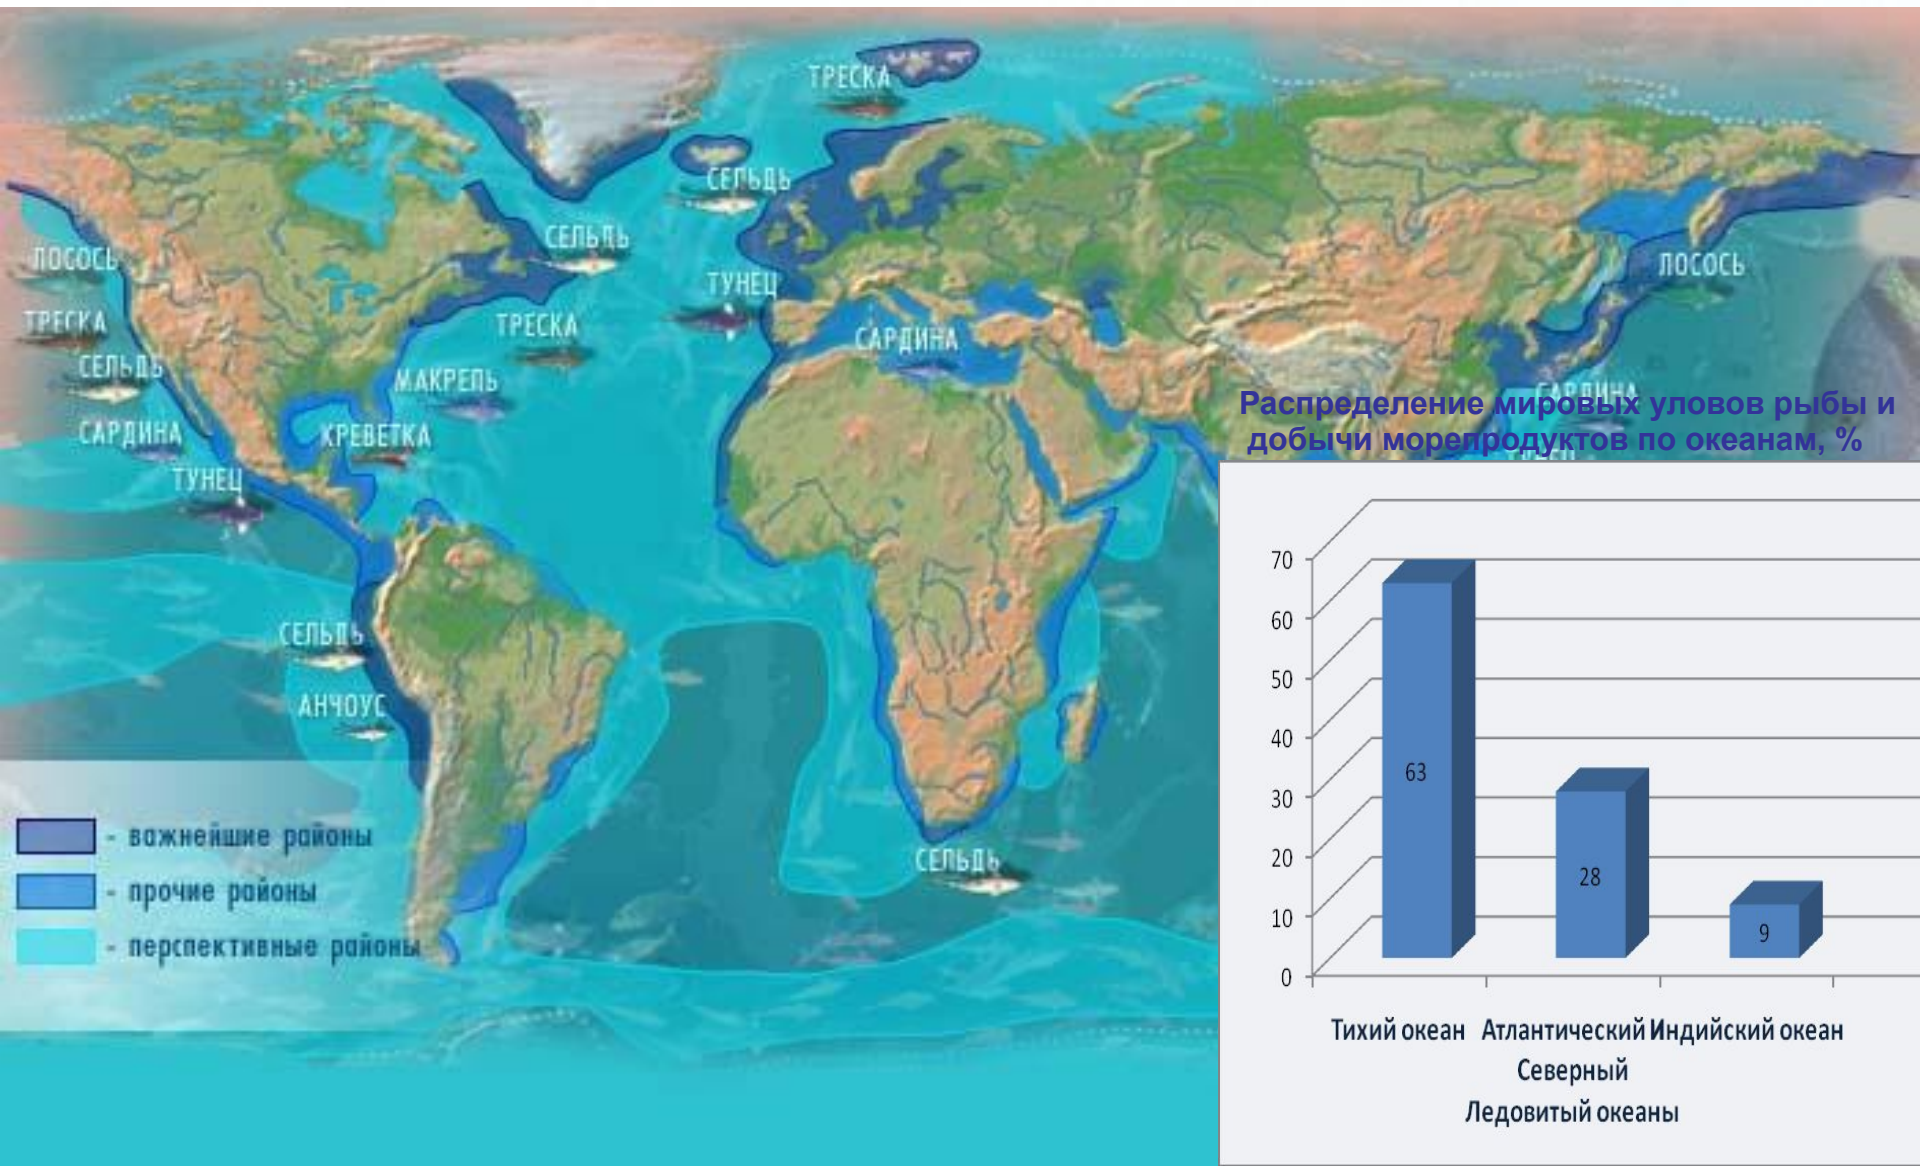 ТРЕСКА
СЕЛЬДЬ
СЕЛЬДЬ
ЛОСОСЬ
ЛОСОСЬ
ТУНЕЦ
ТРЕСКА
ТРЕСКА
САРДИНА
СЕЛЬДЬ
МАКРЕЛЬ
САРДИНА
САРДИНА
КРЕВЕТКА
ТУНЕЦ
СЕЛЬДЬ
АНЧОУС
СЕЛЬДЬ
- важнейшие районы
- прочие районы
- перспективные районы
Распределение мировых уловов рыбы и
добычи морепродуктов по океанам, %
70
60
50
40
30
20
10
0
63
28
9
Тихий океан
Атлантический
Северный
Ледовитый океаны
Индийский океан